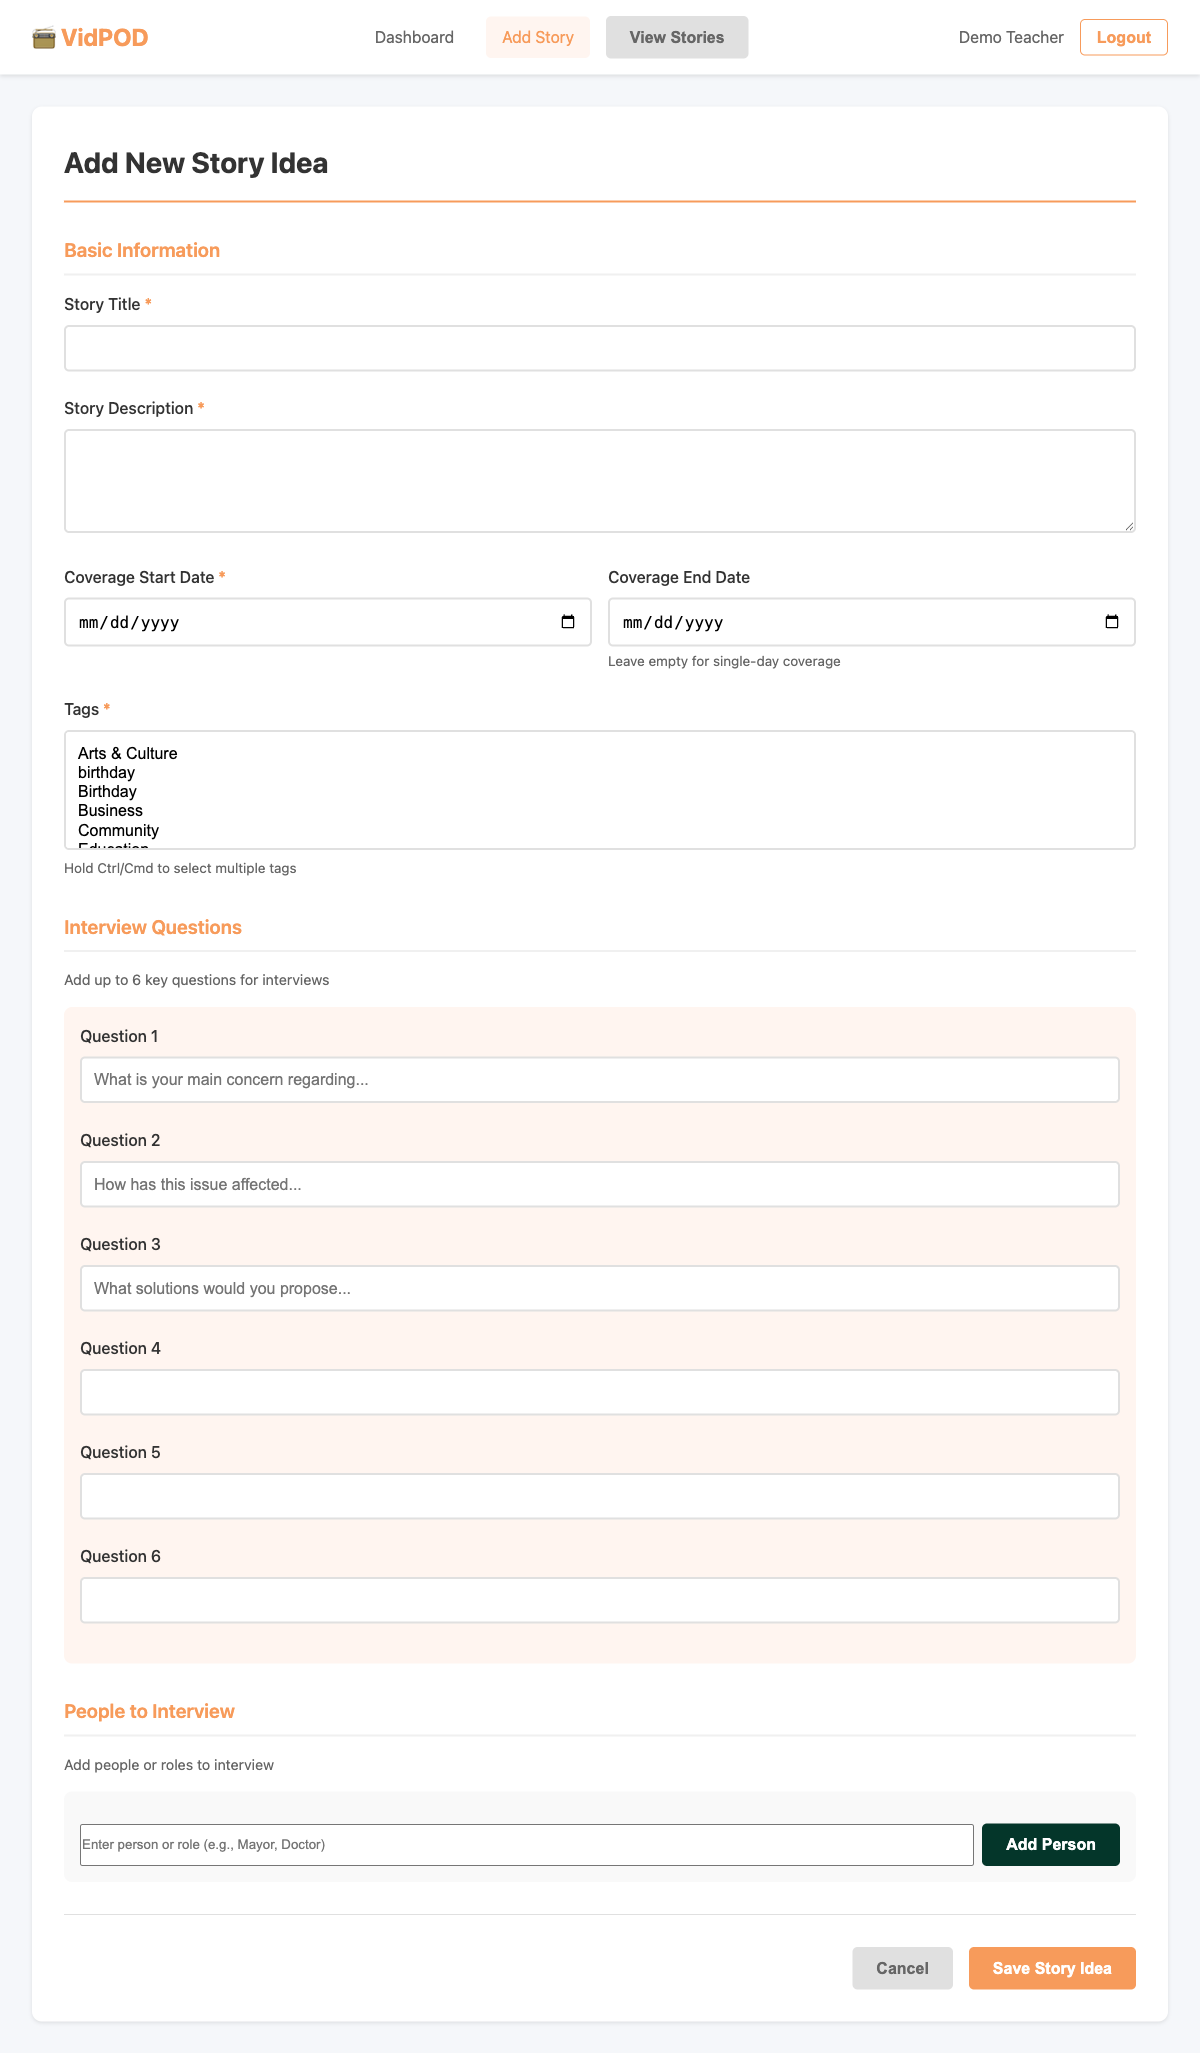 VidPOD
Dashboard
Add Story
View Stories
Demo Teacher
Logout
Add New Story Idea
Basic Information
Story Title *
Story Description *
Coverage Start Date *
Coverage End Date
mm/dd/yyyy
mm/dd/yyyy
Leave empty for single-day coverage
Tags *
Arts & Culture
birthday
Birthday
Business
Community
Education
Hold Ctrl/Cmd to select multiple tags
Interview Questions
Add up to 6 key questions for interviews
Question 1
What is your main concern regarding...
Question 2
How has this issue affected...
Question 3
What solutions would you propose...
Question 4
Question 5
Question 6
People to Interview
Add people or roles to interview
Enter person or role (e.g., Mayor, Doctor)
Add Person
Cancel
Save Story Idea